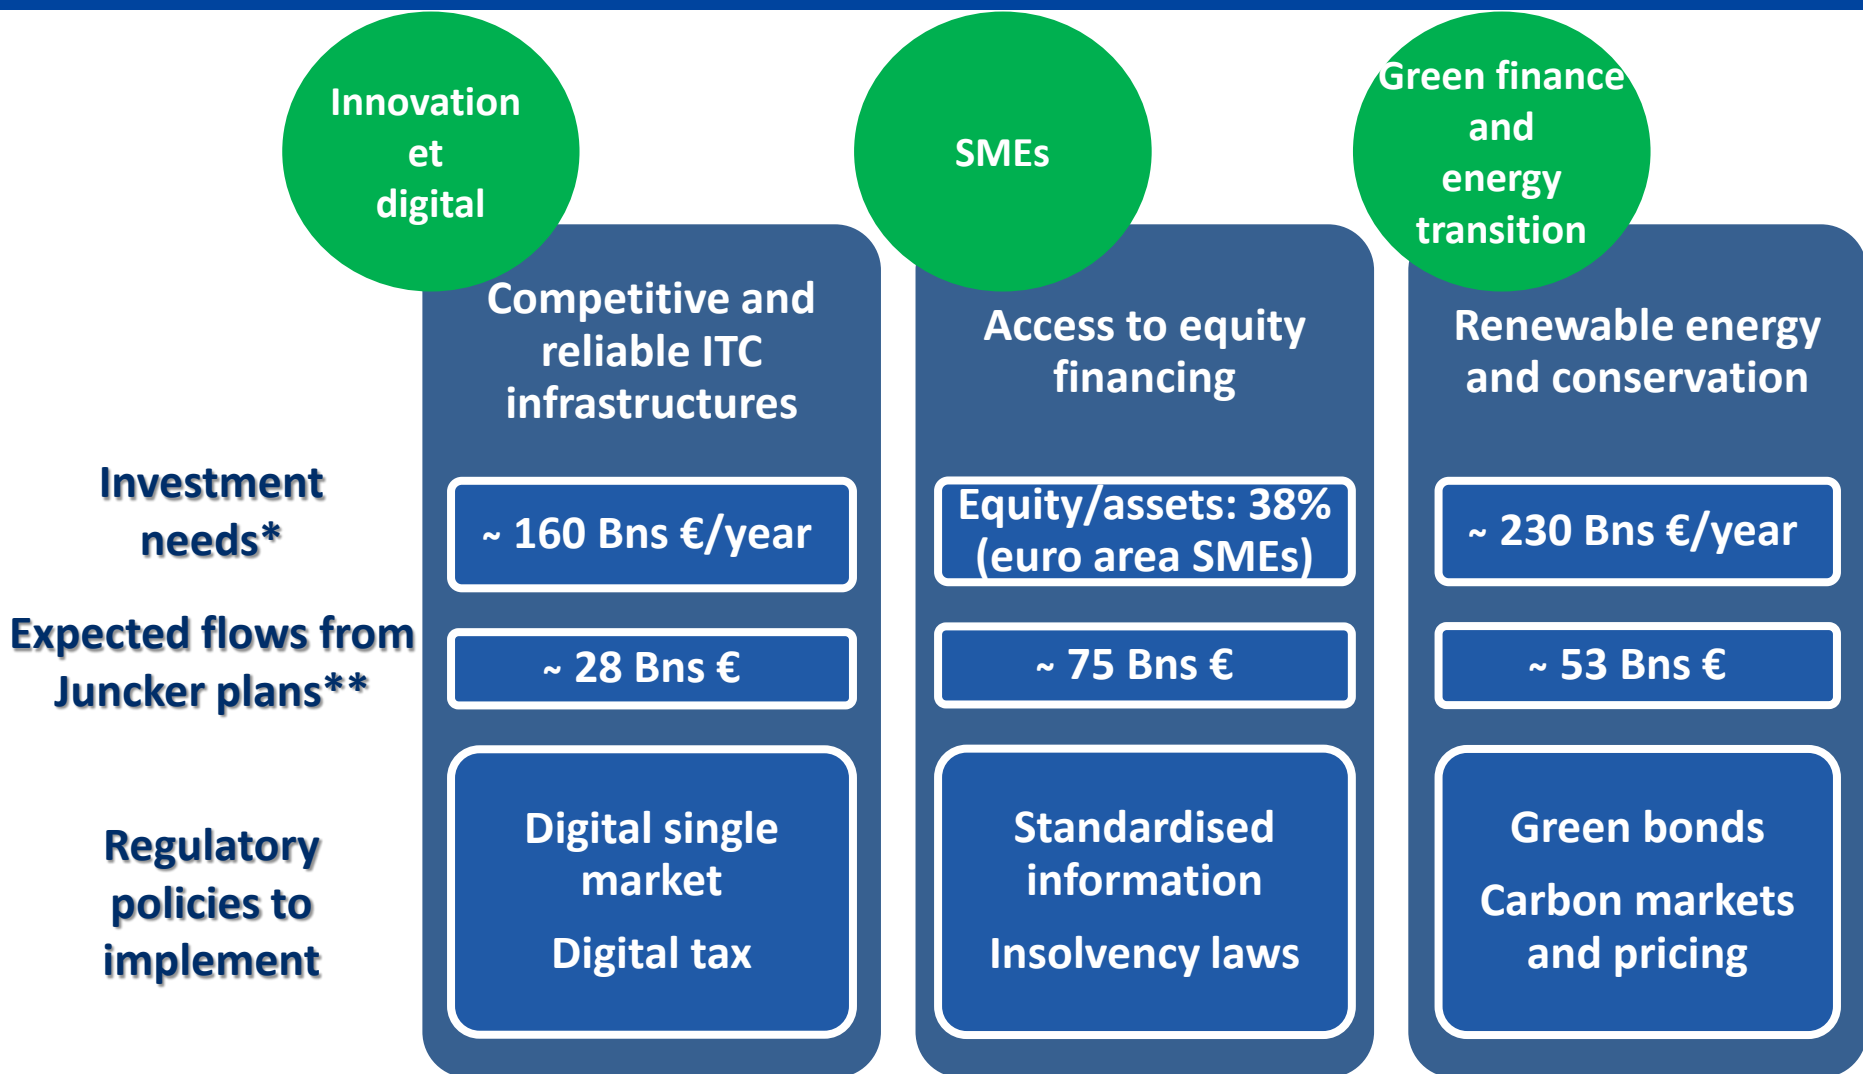 Innovation
et
digital
SMEs
Green finance
and
energy
transition
Competitive and
reliable ITC
infrastructures
Access to equity
financing
Renewable energy
and conservation
Investment
needs*
~ 160 Bns €/year
Equity/assets: 38%
(euro area SMEs)
~ 230 Bns €/year
Expected flows from
Juncker plans**
~ 28 Bns €
~ 75 Bns €
~ 53 Bns €
Regulatory
policies to
implement
Digital single
market
Digital tax
Standardised
information
Insolvency laws
Green bonds
Carbon markets
and pricing